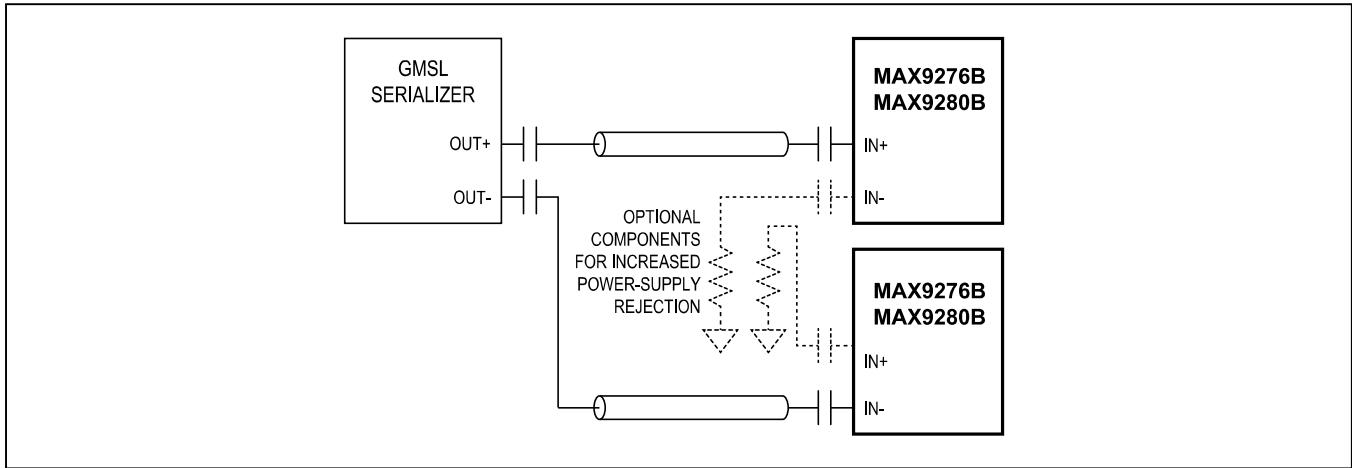 GMSL
SERIALIZER
OUT+
OUT-
MAX9276B
MAX9280B
IN+
IN-
OPTIONAL
COMPONENTS
FOR INCREASED
POWER-SUPPLY
REJECTION
MAX9276B
MAX9280B
IN+
IN-